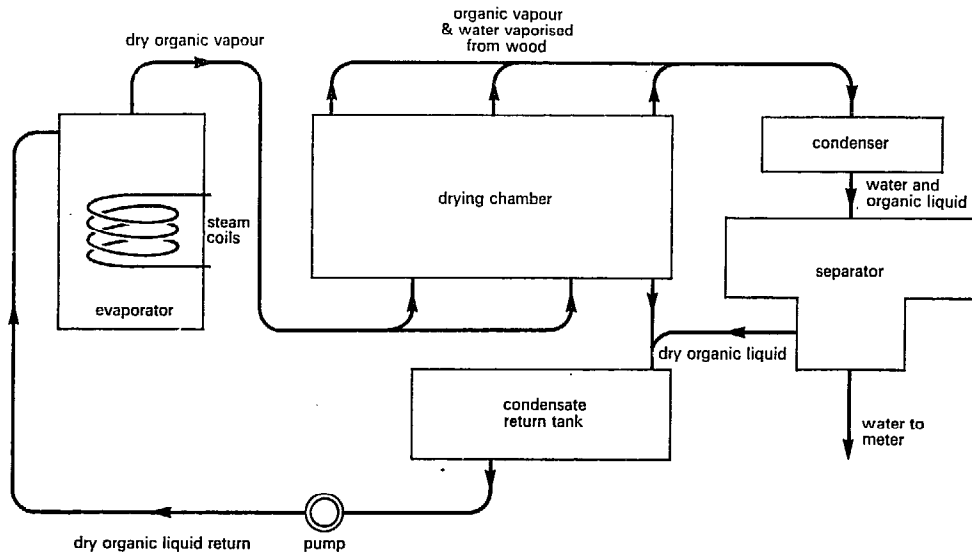 organic vapour
& water vaporised
from wood
dry organic vapour
condenser
water and
organic liquid
drying chamber
steam
coils
separator
evaporator
dry organic liquid
condensate
return tank
water to
meter
dry organic liquid return
pump